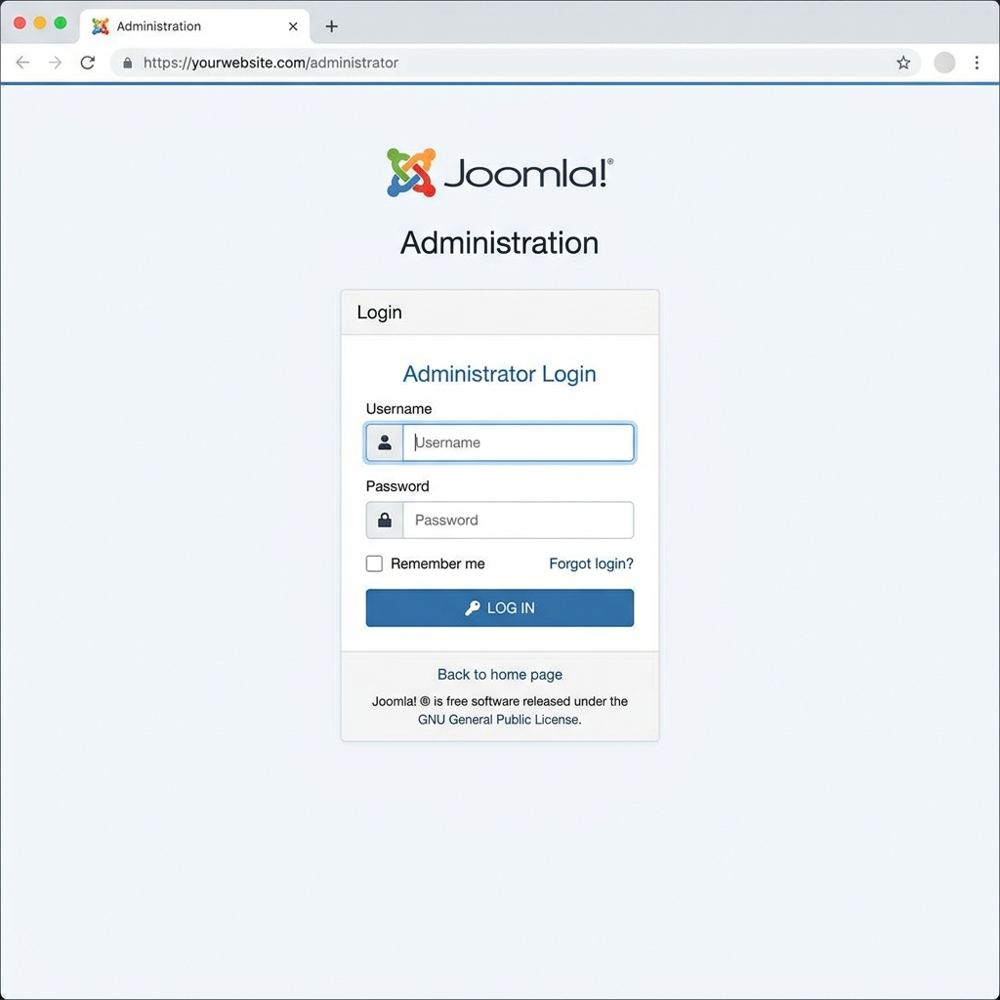 Administration
https://yourwebsite.com/administrator
Joomla!®
Administration
Login
Administrator Login
Username
Username
Password
Password
Remember me Forgot login?
LOG IN
Back to home page
Joomla! ® is free software released under the
GNU General Public License.